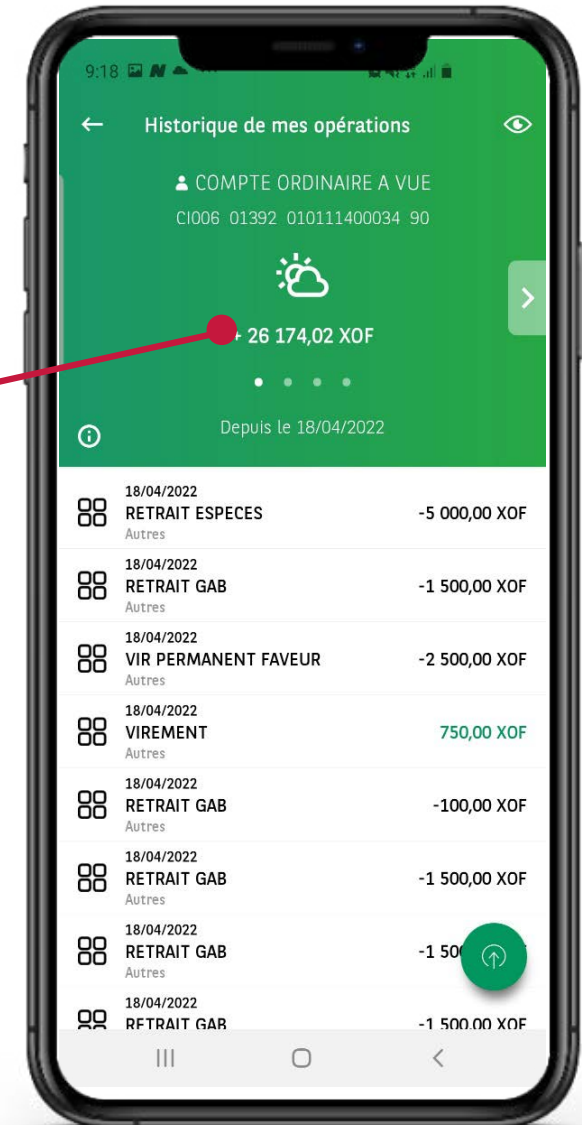 9:18
Historique de mes opérations
COMPTE ORDINAIRE A VUE
CI006 01392 010111400034 90
+ 26 174,02 XOF
Depuis le 18/04/2022
18/04/2022
RETRAIT ESPECES -5 000,00 XOF
Autres
18/04/2022
RETRAIT GAB -1 500,00 XOF
Autres
18/04/2022
VIR PERMANENT FAVEUR -2 500,00 XOF
Autres
18/04/2022
VIREMENT 750,00 XOF
Autres
18/04/2022
RETRAIT GAB -100,00 XOF
Autres
18/04/2022
RETRAIT GAB -1 500,00 XOF
Autres
18/04/2022
RETRAIT GAB -1 50
Autres
18/04/2022
RETRAIT GAB -1 500,00 XOF